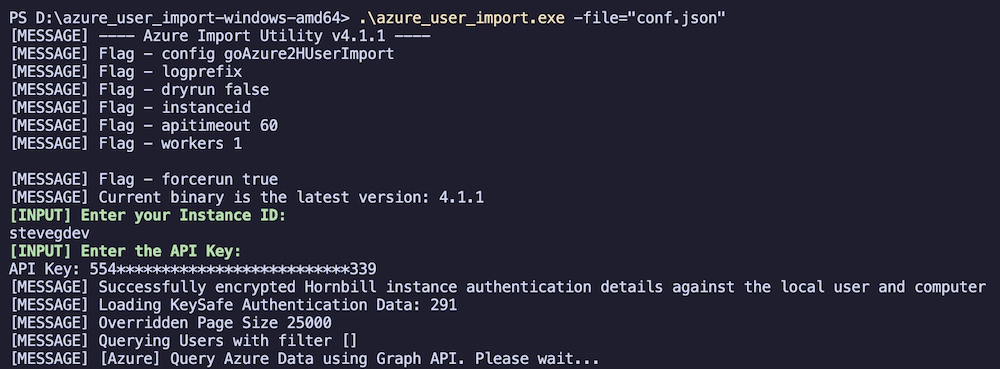 PS D:\azure_user_import-windows-amd64> .\azure_user_import.exe -file="conf.json"
[MESSAGE] ---- Azure Import Utility v4.1.1 ----
[MESSAGE] Flag - config goAzure2HUserImport
[MESSAGE] Flag - logprefix
[MESSAGE] Flag - dryrun false
[MESSAGE] Flag - instanceid
[MESSAGE] Flag - apitimeout 60
[MESSAGE] Flag - workers 1
[MESSAGE] Flag - forcerun true
[MESSAGE] Current binary is the latest version: 4.1.1
[INPUT] Enter your Instance ID:
stevegdev
[INPUT] Enter the API Key:
API Key: 554**************************339
[MESSAGE] Successfully encrypted Hornbill instance authentication details against the local user and computer
[MESSAGE] Loading KeySafe Authentication Data: 291
[MESSAGE] Overridden Page Size 25000
[MESSAGE] Querying Users with filter []
[MESSAGE] [Azure] Query Azure Data using Graph API. Please wait...